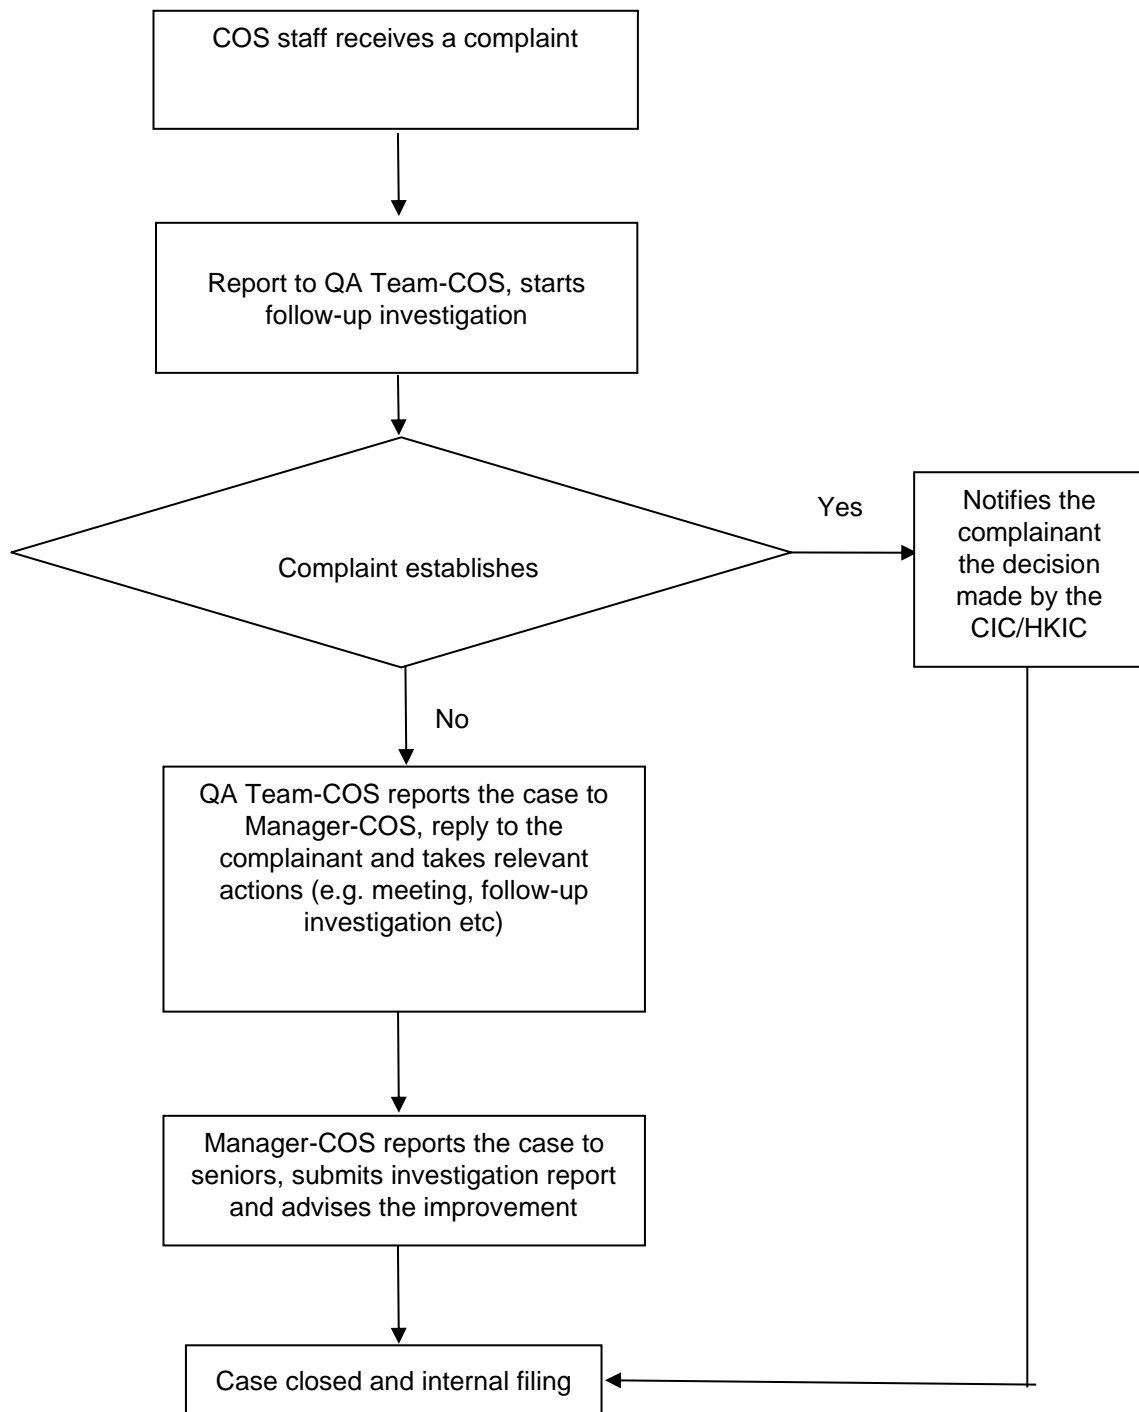 COS staff receives a complaint
Report to QA Team-COS, starts
follow-up investigation
Complaint establishes
Yes
Notifies the
complainant
the decision
made by the
CIC/HKIC
No
QA Team-COS reports the case to
Manager-COS, reply to the
complainant and takes relevant
actions (e.g. meeting, follow-up
investigation etc)
Manager-COS reports the case to
seniors, submits investigation report
and advises the improvement
Case closed and internal filing